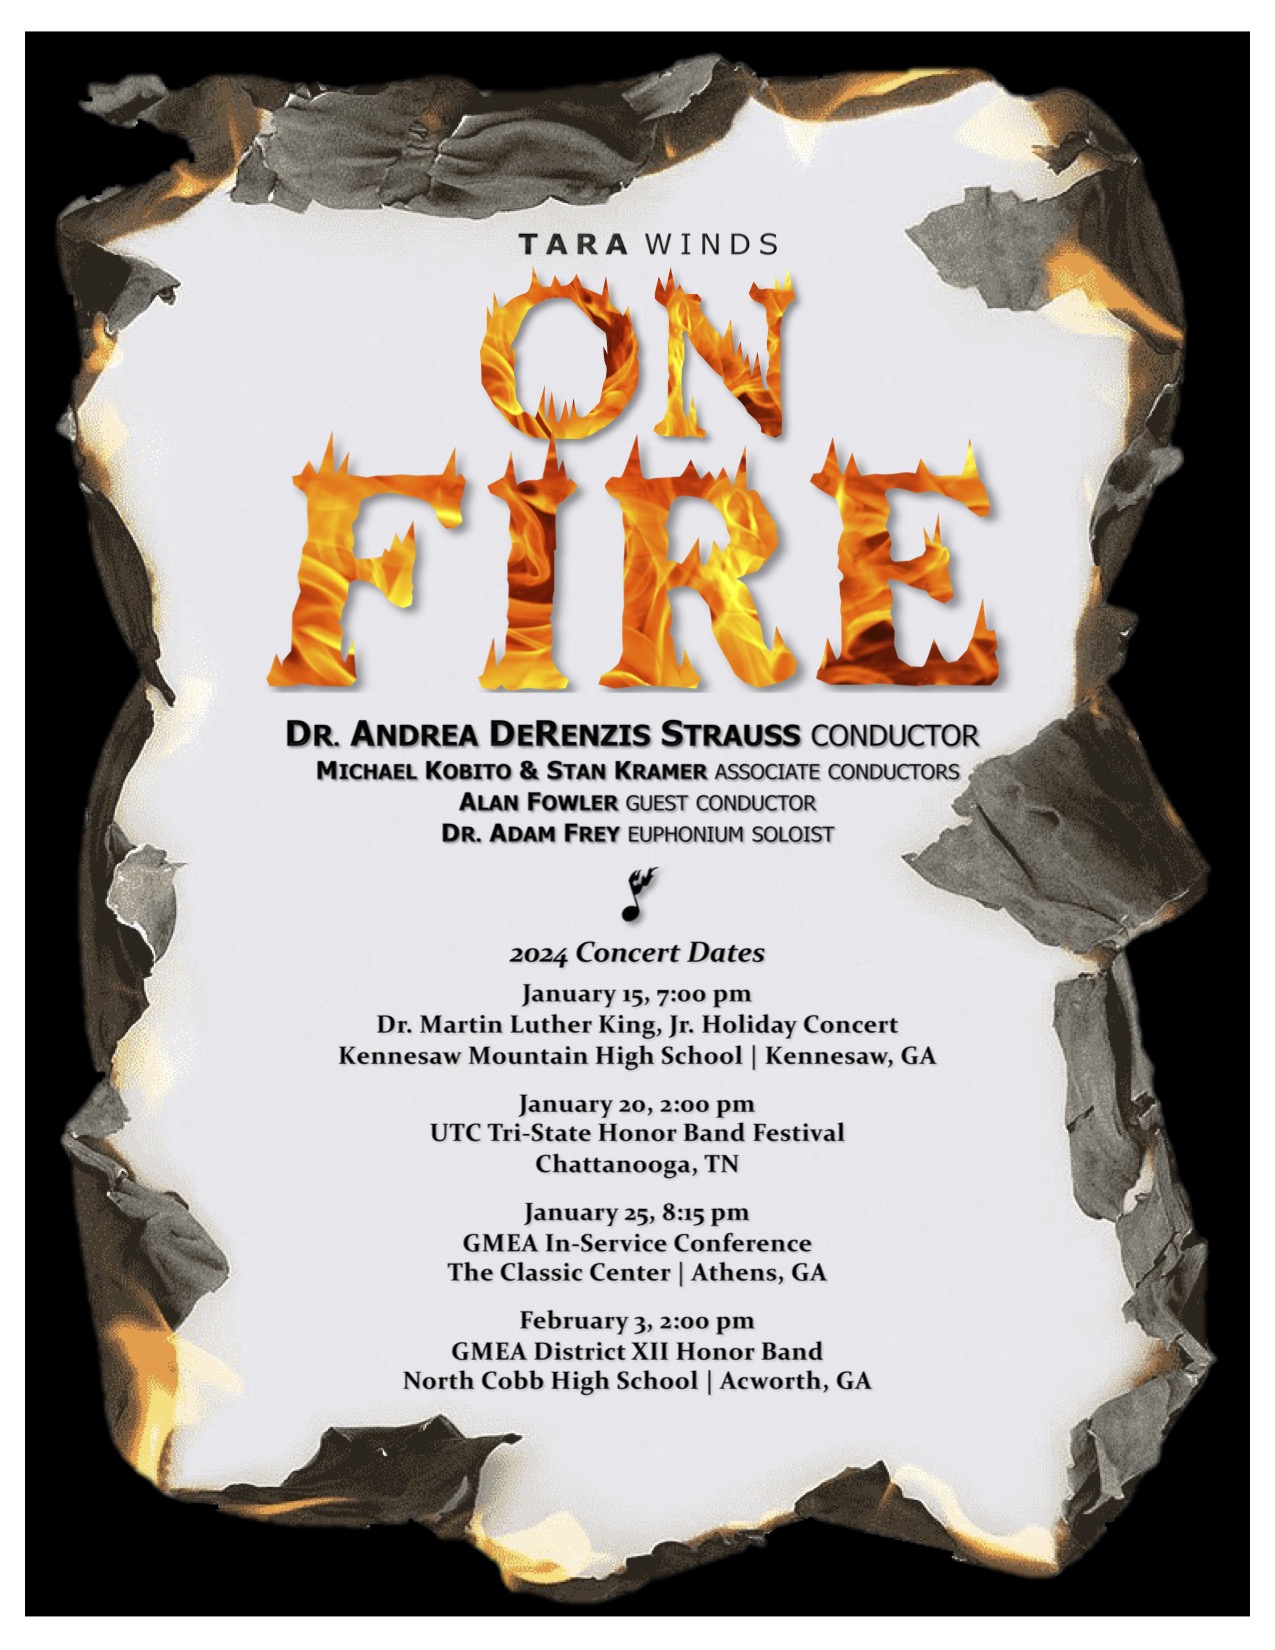 TARA WINDS
ON
FIRE
DR. ANDREA DERENZIS STRAUSS CONDUCTOR
MICHAEL KOBITO & STAN KRAMER ASSOCIATE CONDUCTORS
ALAN FOWLER GUEST CONDUCTOR
DR. ADAM FREY EUPHONIUM SOLOIST
2024 Concert Dates
January 15, 7:00 pm
Dr. Martin Luther King, Jr. Holiday Concert
Kennesaw Mountain High School | Kennesaw, GA
January 20, 2:00 pm
UTC Tri-State Honor Band Festival
Chattanooga, TN
January 25, 8:15 pm
GMEA In-Service Conference
The Classic Center | Athens, GA
February 3, 2:00 pm
GMEA District XII Honor Band
North Cobb High School | Acworth, GA